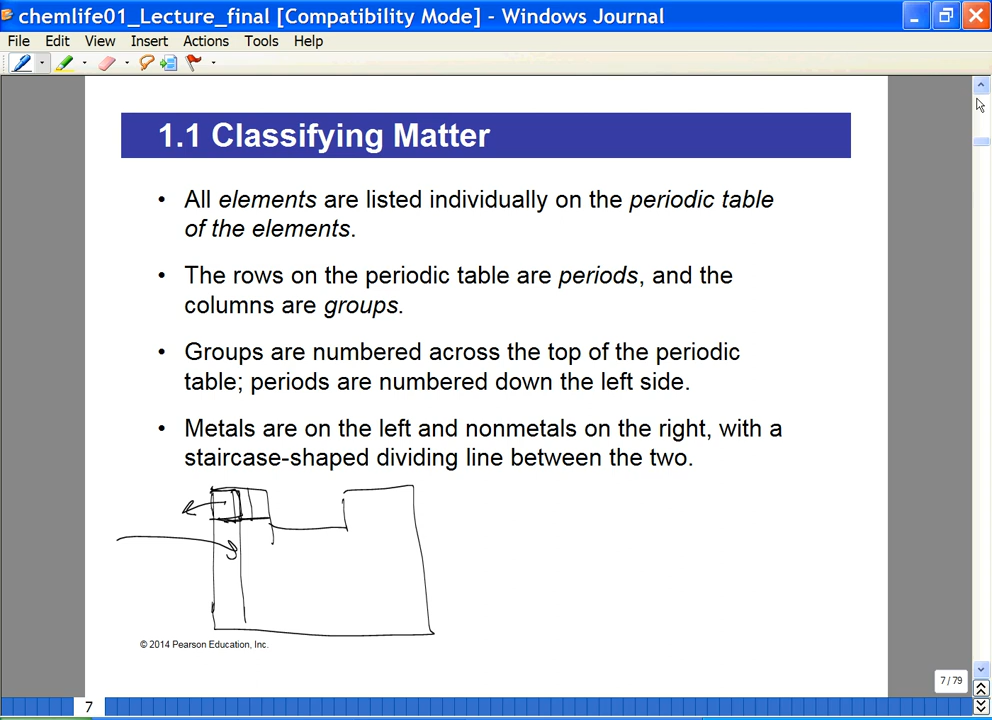 chemlife01_Lecture_final [Compatibility Mode] - Windows Journal
File Edit View Insert Actions Tools Help
1.1 Classifying Matter
• All elements are listed individually on the periodic table
of the elements.
• The rows on the periodic table are periods, and the
columns are groups.
• Groups are numbered across the top of the periodic
table; periods are numbered down the left side.
• Metals are on the left and nonmetals on the right, with a
staircase-shaped dividing line between the two.
© 2014 Pearson Education, Inc.
7 / 79
7